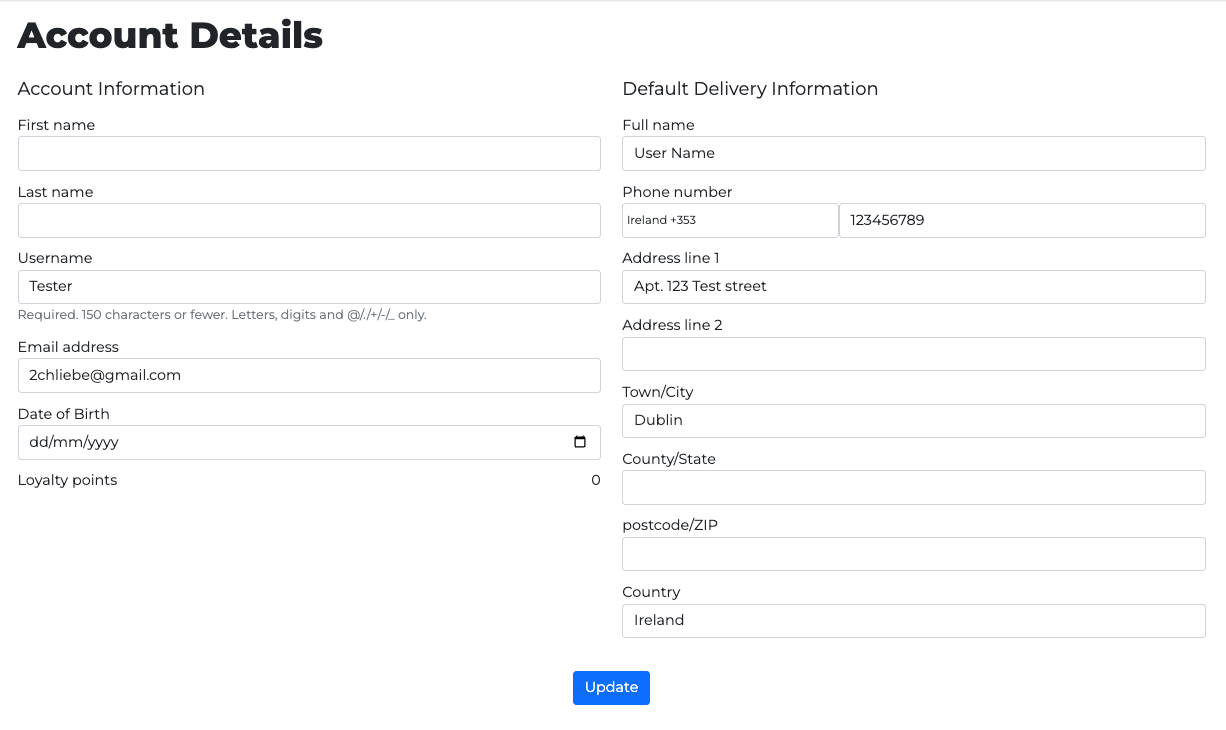 Account Details
Account Information
First name
Last name
Username
Tester
Required. 150 characters or fewer. Letters, digits and @/./+/-/_ only.
Email address
2chliebe@gmail.com
Date of Birth
dd/mm/yyyy
Loyalty points 0
Default Delivery Information
Full name
User Name
Phone number
Ireland +353 123456789
Address line 1
Apt. 123 Test street
Address line 2
Town/City
Dublin
County/State
postcode/ZIP
Country
Ireland
Update